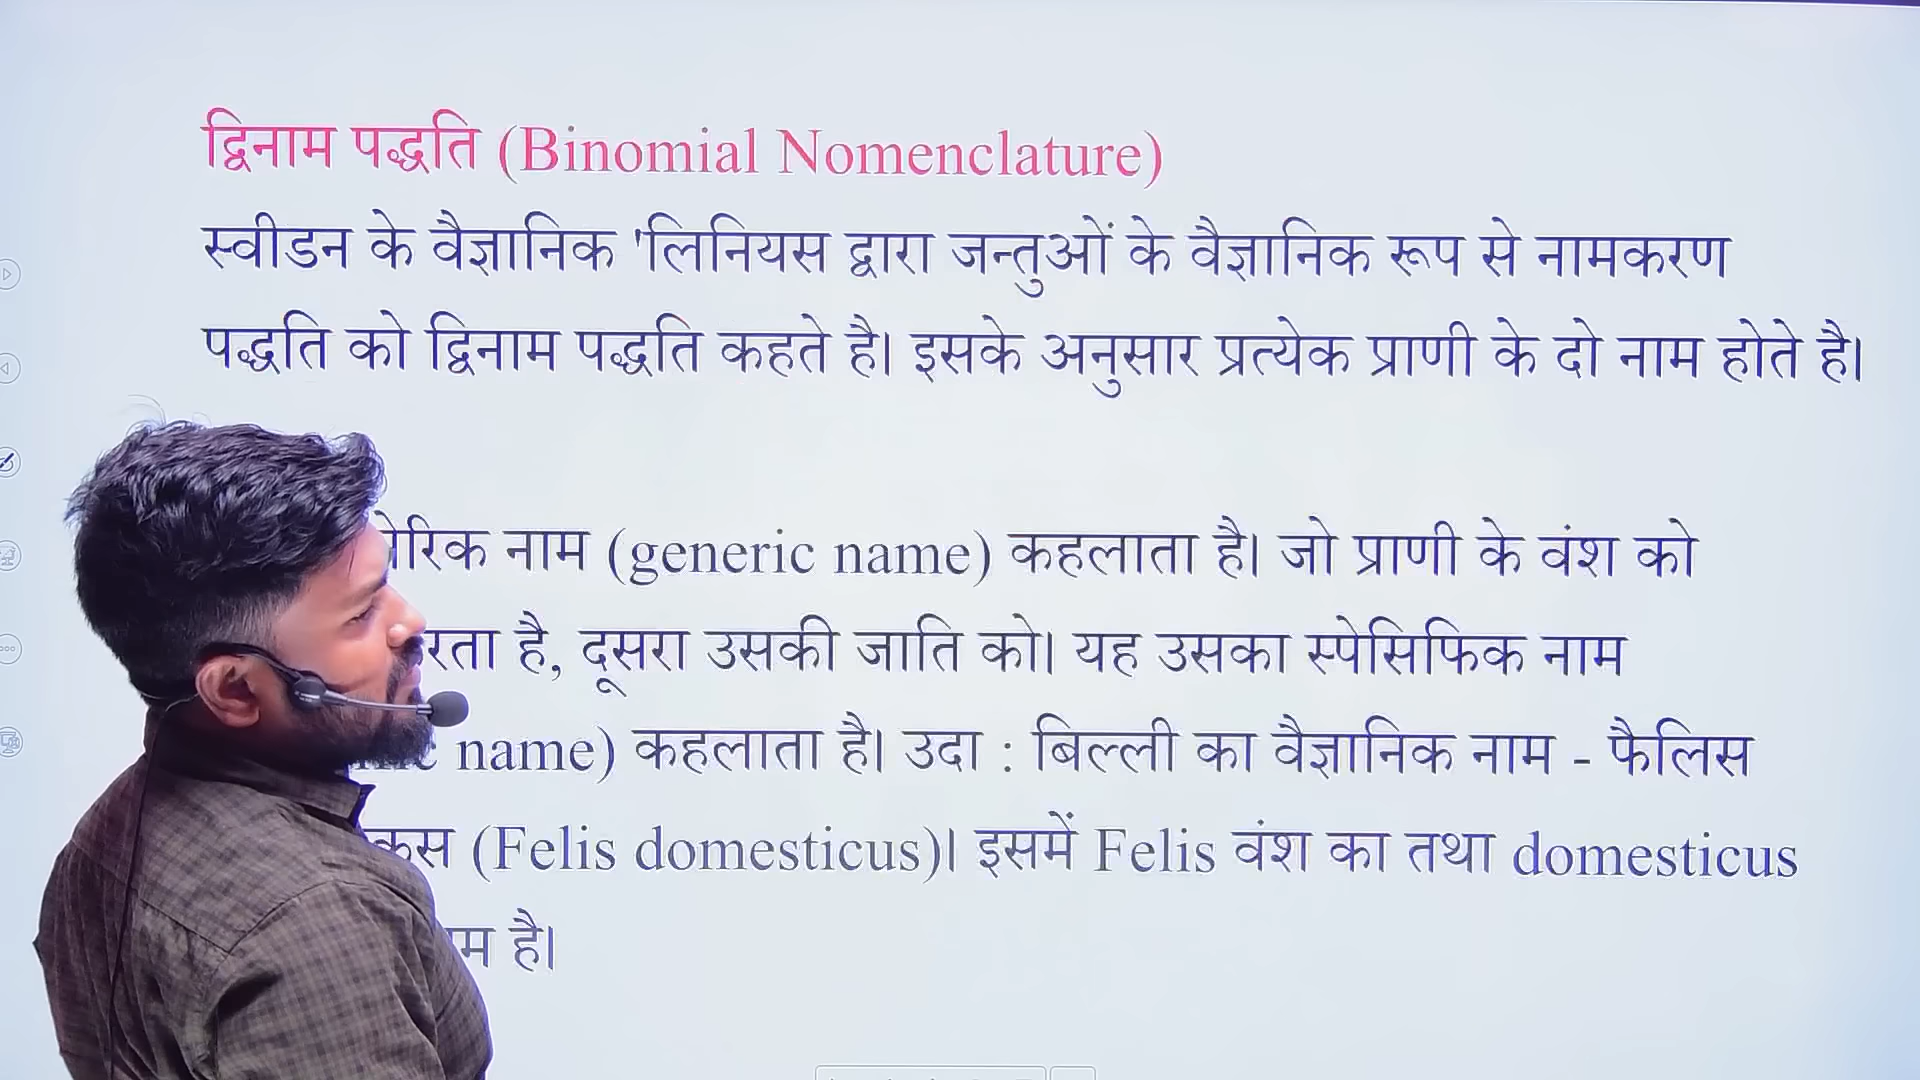 द्विनाम पद्धति (Binomial Nomenclature)
स्वीडन के वैज्ञानिक 'लिनियस द्वारा जन्तुओं के वैज्ञानिक रूप से नामकरण
पद्धति को द्विनाम पद्धति कहते है। इसके अनुसार प्रत्येक प्राणी के दो नाम होते है।
नाम (generic name) कहलाता है। जो प्राणी के वंश को
है, दूसरा उसकी जाति को। यह उसका स्पेसिफिक नाम
name) कहलाता है। उदा : बिल्ली का वैज्ञानिक नाम - फैलिस
(Felis domesticus)। इसमें Felis वंश का तथा domesticus
है।